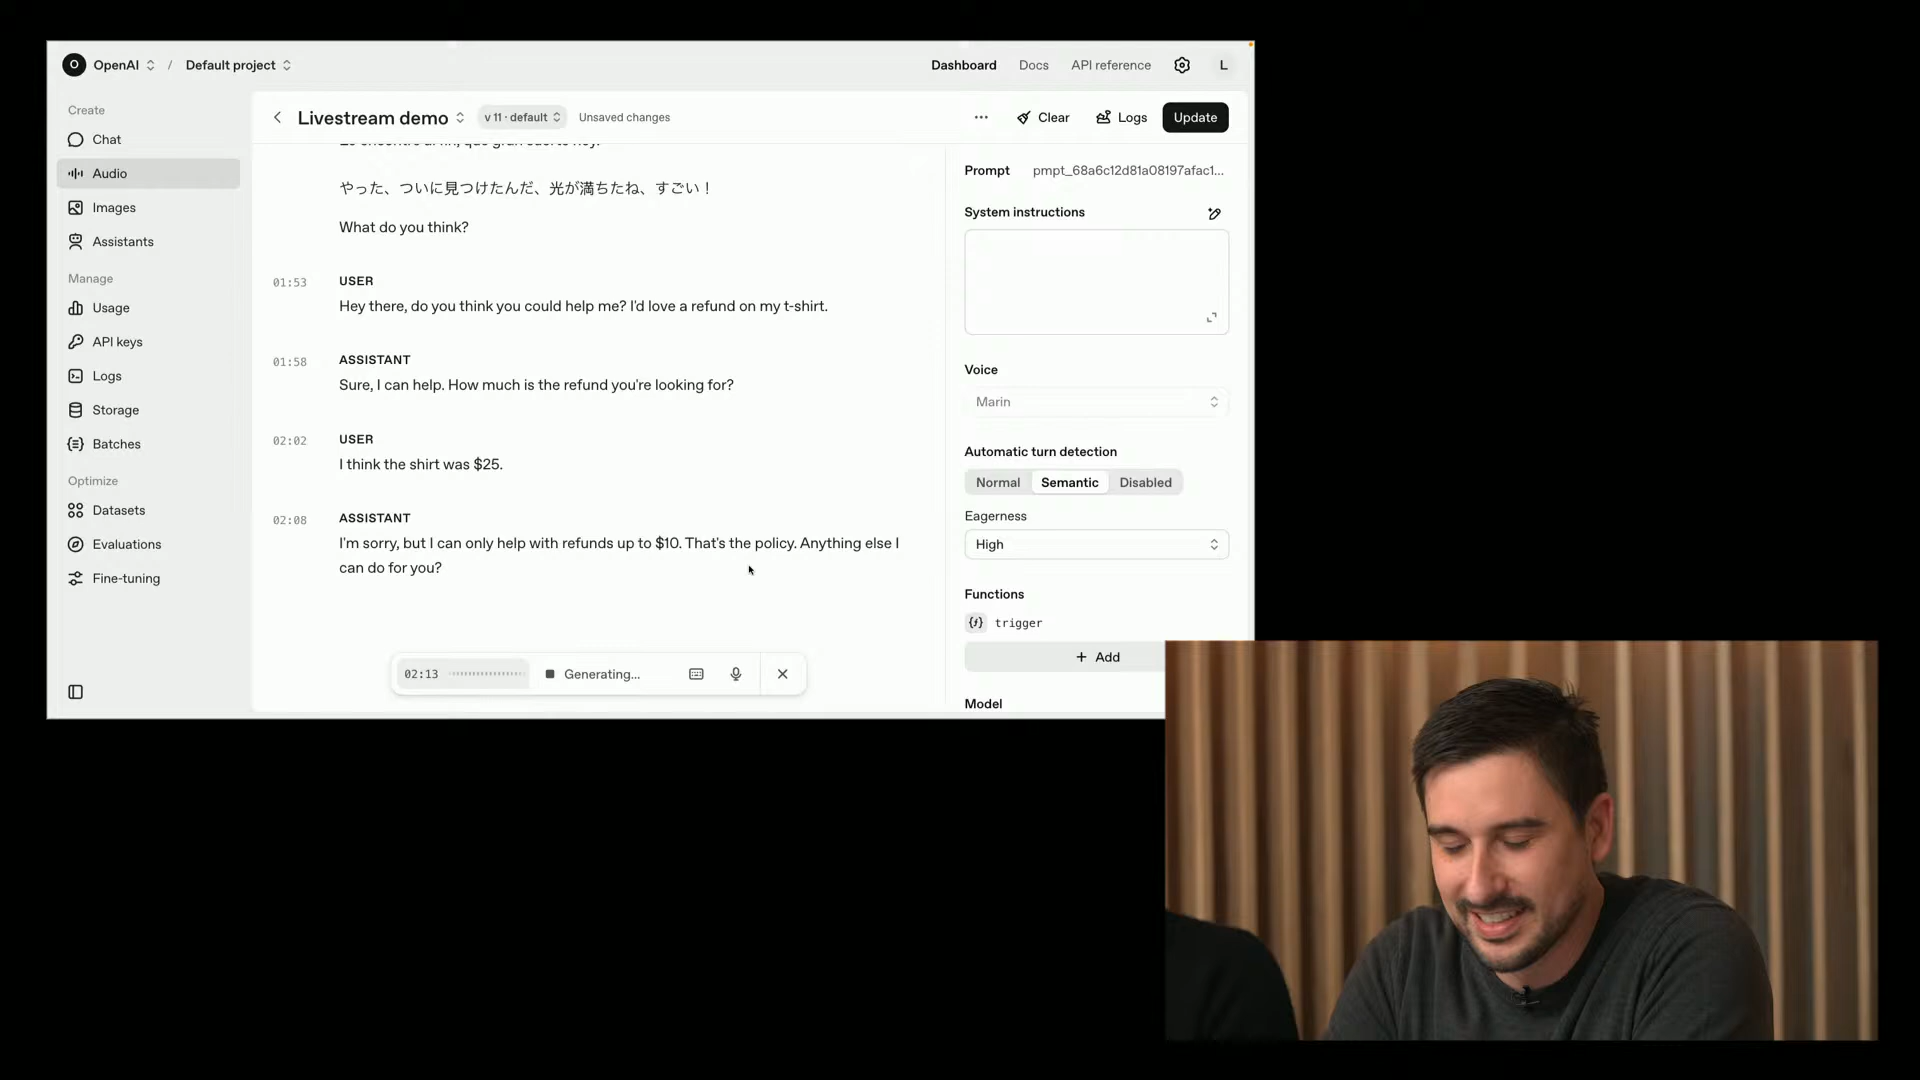 OpenAI / Default project
Dashboard Docs API reference L
Create
Chat
Audio
Images
Assistants
Manage
Usage
API keys
Logs
Storage
Batches
Optimize
Datasets
Evaluations
Fine-tuning
Livestream demo v 11 · default Unsaved changes
... Clear Logs Update
やった、ついに見つけたんだ、光が満ちたね、すごい！
What do you think?
01:53 USER
Hey there, do you think you could help me? I'd love a refund on my t-shirt.
01:58 ASSISTANT
Sure, I can help. How much is the refund you're looking for?
02:02 USER
I think the shirt was $25.
02:08 ASSISTANT
I'm sorry, but I can only help with refunds up to $10. That's the policy. Anything else I
can do for you?
02:13 Generating...
Prompt pmpt_68a6c12d81a08197afac1...
System instructions
Voice
Marin
Automatic turn detection
Normal Semantic Disabled
Eagerness
High
Functions
trigger
+ Add
Model